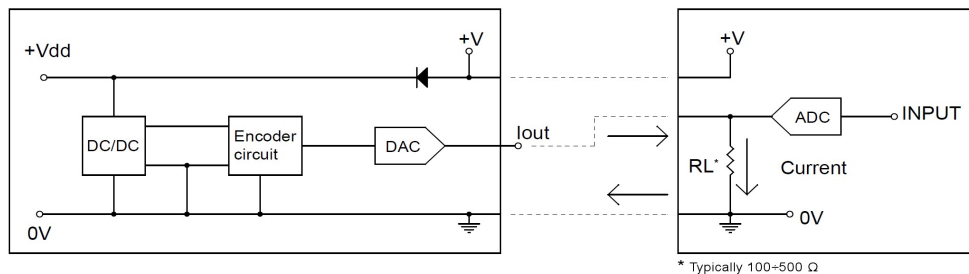 +Vdd
+V
DC/DC
Encoder
circuit
DAC
Iout
0V
+V
ADC
INPUT
RL*
Current
0V
* Typically 100÷500 Ω